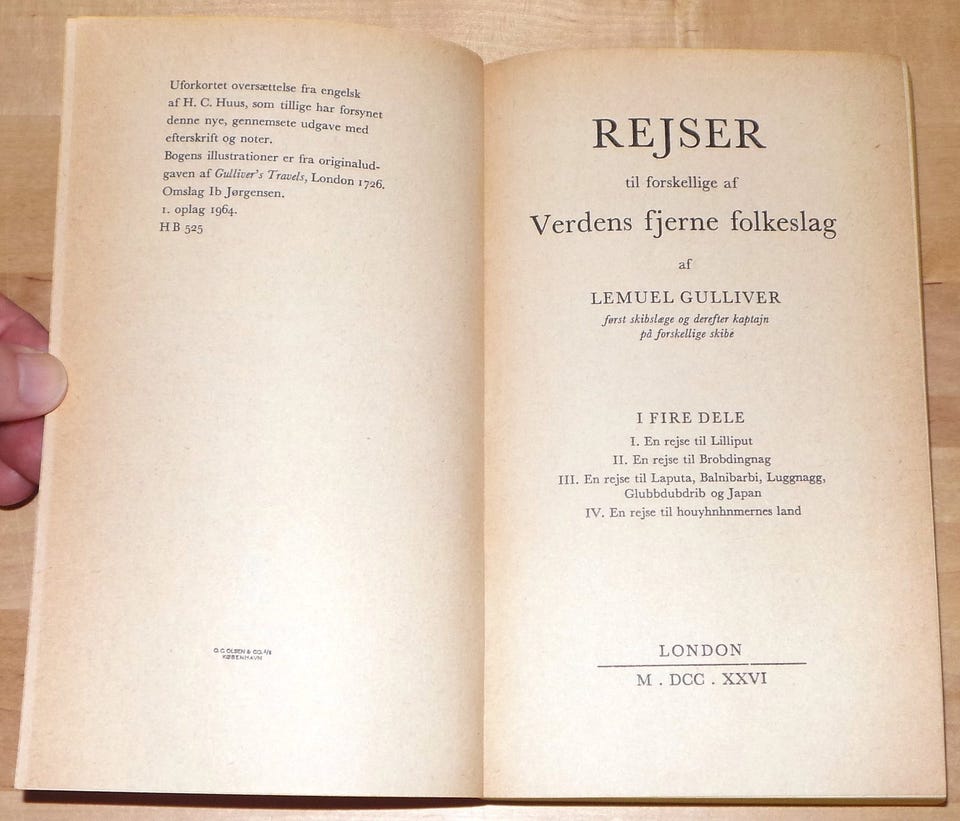 Uforkortet oversættelse fra engelsk
af H. C. Huus, som tillige har forsynet
denne nye, gennemsete udgave med
efterskrift og noter.
Bogens illustrationer er fra originalud-
gaven af Gulliver's Travels, London 1726.
Omslag Ib Jørgensen.
1. oplag 1964.
HB 525
O.C. OLSEN & CO. A/S
KØBENHAVN
REJSER
til forskellige af
Verdens fjerne folkeslag
af
LEMUEL GULLIVER
først skibslæge og derefter kaptajn
på forskellige skibe
I FIRE DELE
I. En rejse til Lilliput
II. En rejse til Brobdingnag
III. En rejse til Laputa, Balnibarbi, Luggnagg,
Glubbdubdrib og Japan
IV. En rejse til houyhnhnmernes land
LONDON
M . DCC . XXVI